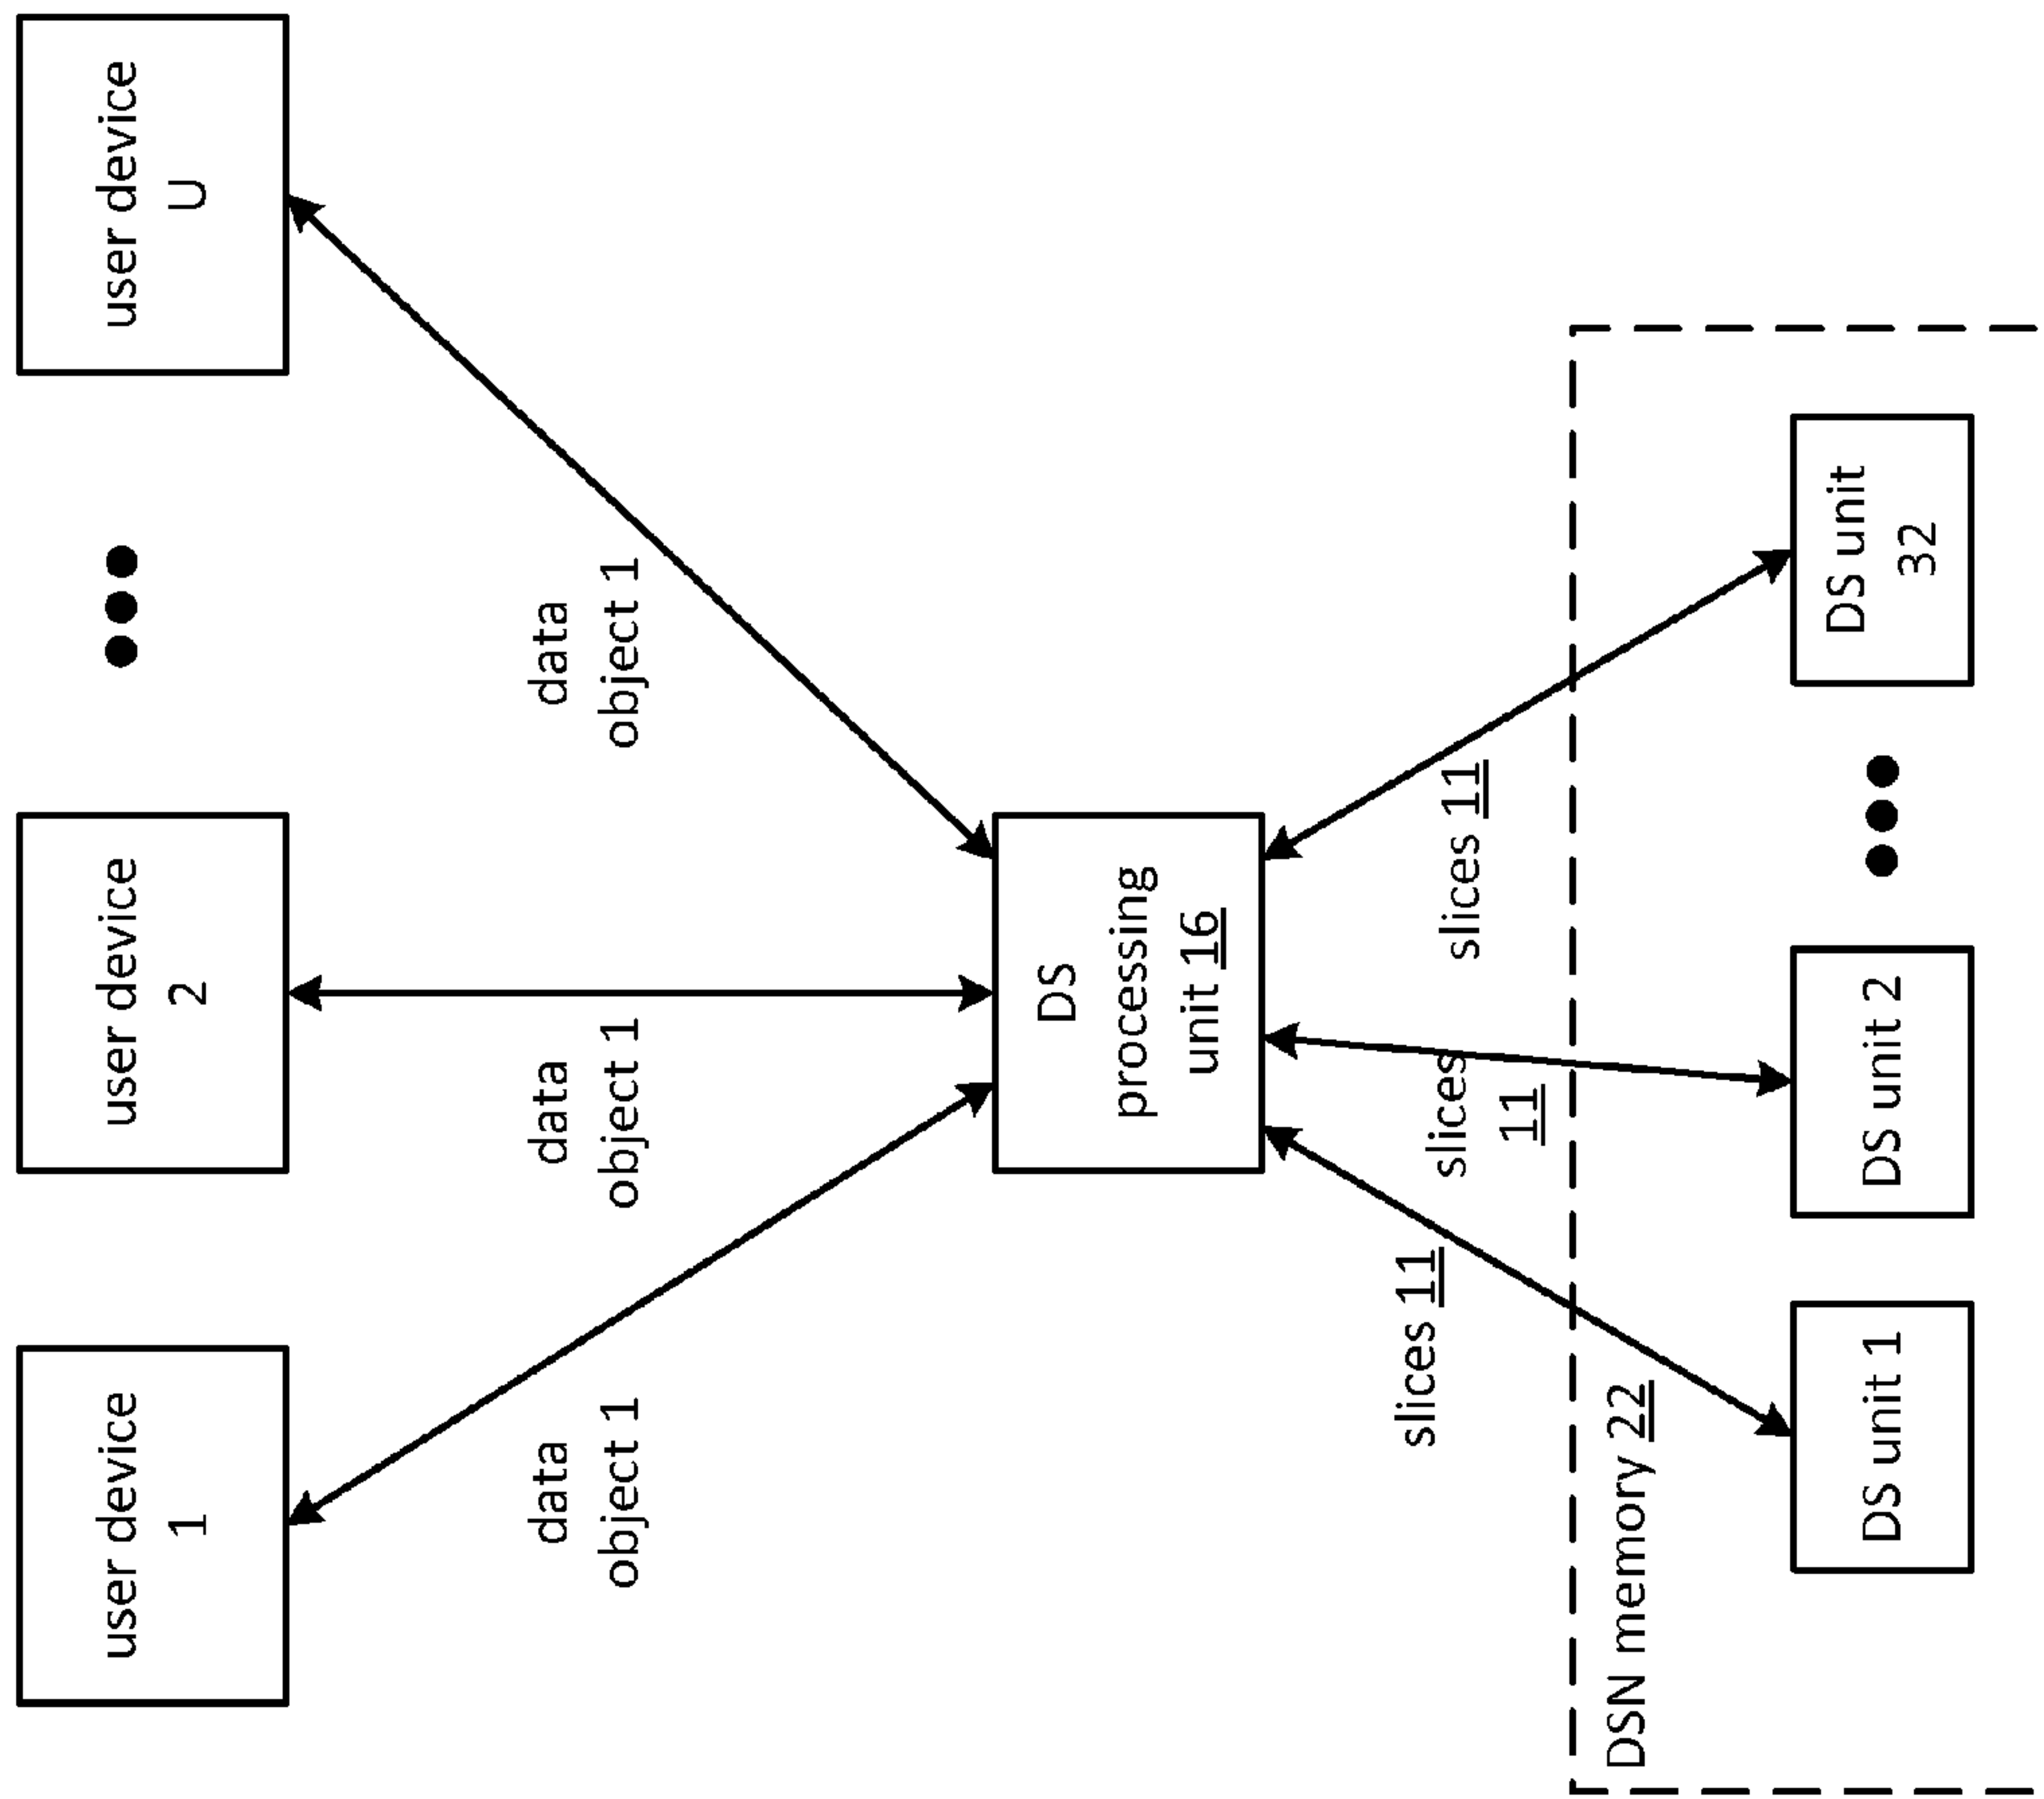 user device
1
user device
2
user device
U
data
object 1
data
object 1
data
object 1
DS
processing
unit 16
slices 11
slices
11
slices 11
DSN memory 22
DS unit 1
DS unit 2
DS unit
32